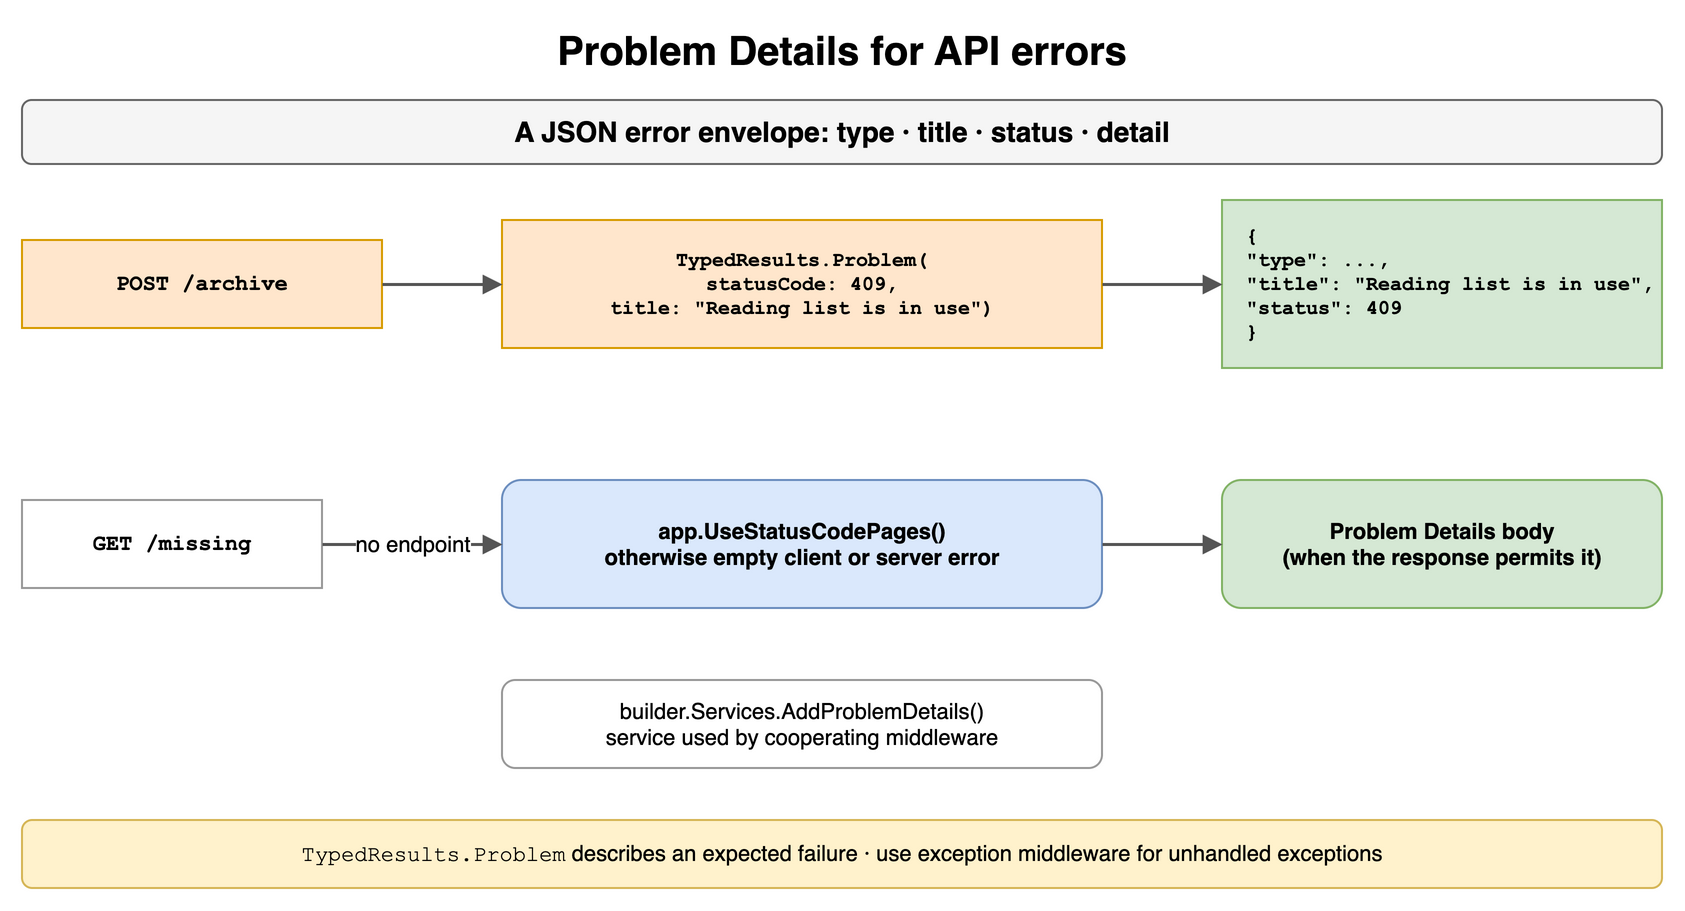 Problem Details for API errors
A JSON error envelope: type · title · status · detail
POST /archive
TypedResults.Problem(
statusCode: 409,
title: "Reading list is in use")
{
"type": ...,
"title": "Reading list is in use",
"status": 409
}
GET /missing
no endpoint
app.UseStatusCodePages()
otherwise empty client or server error
Problem Details body
(when the response permits it)
builder.Services.AddProblemDetails()
service used by cooperating middleware
TypedResults.Problem describes an expected failure · use exception middleware for unhandled exceptions